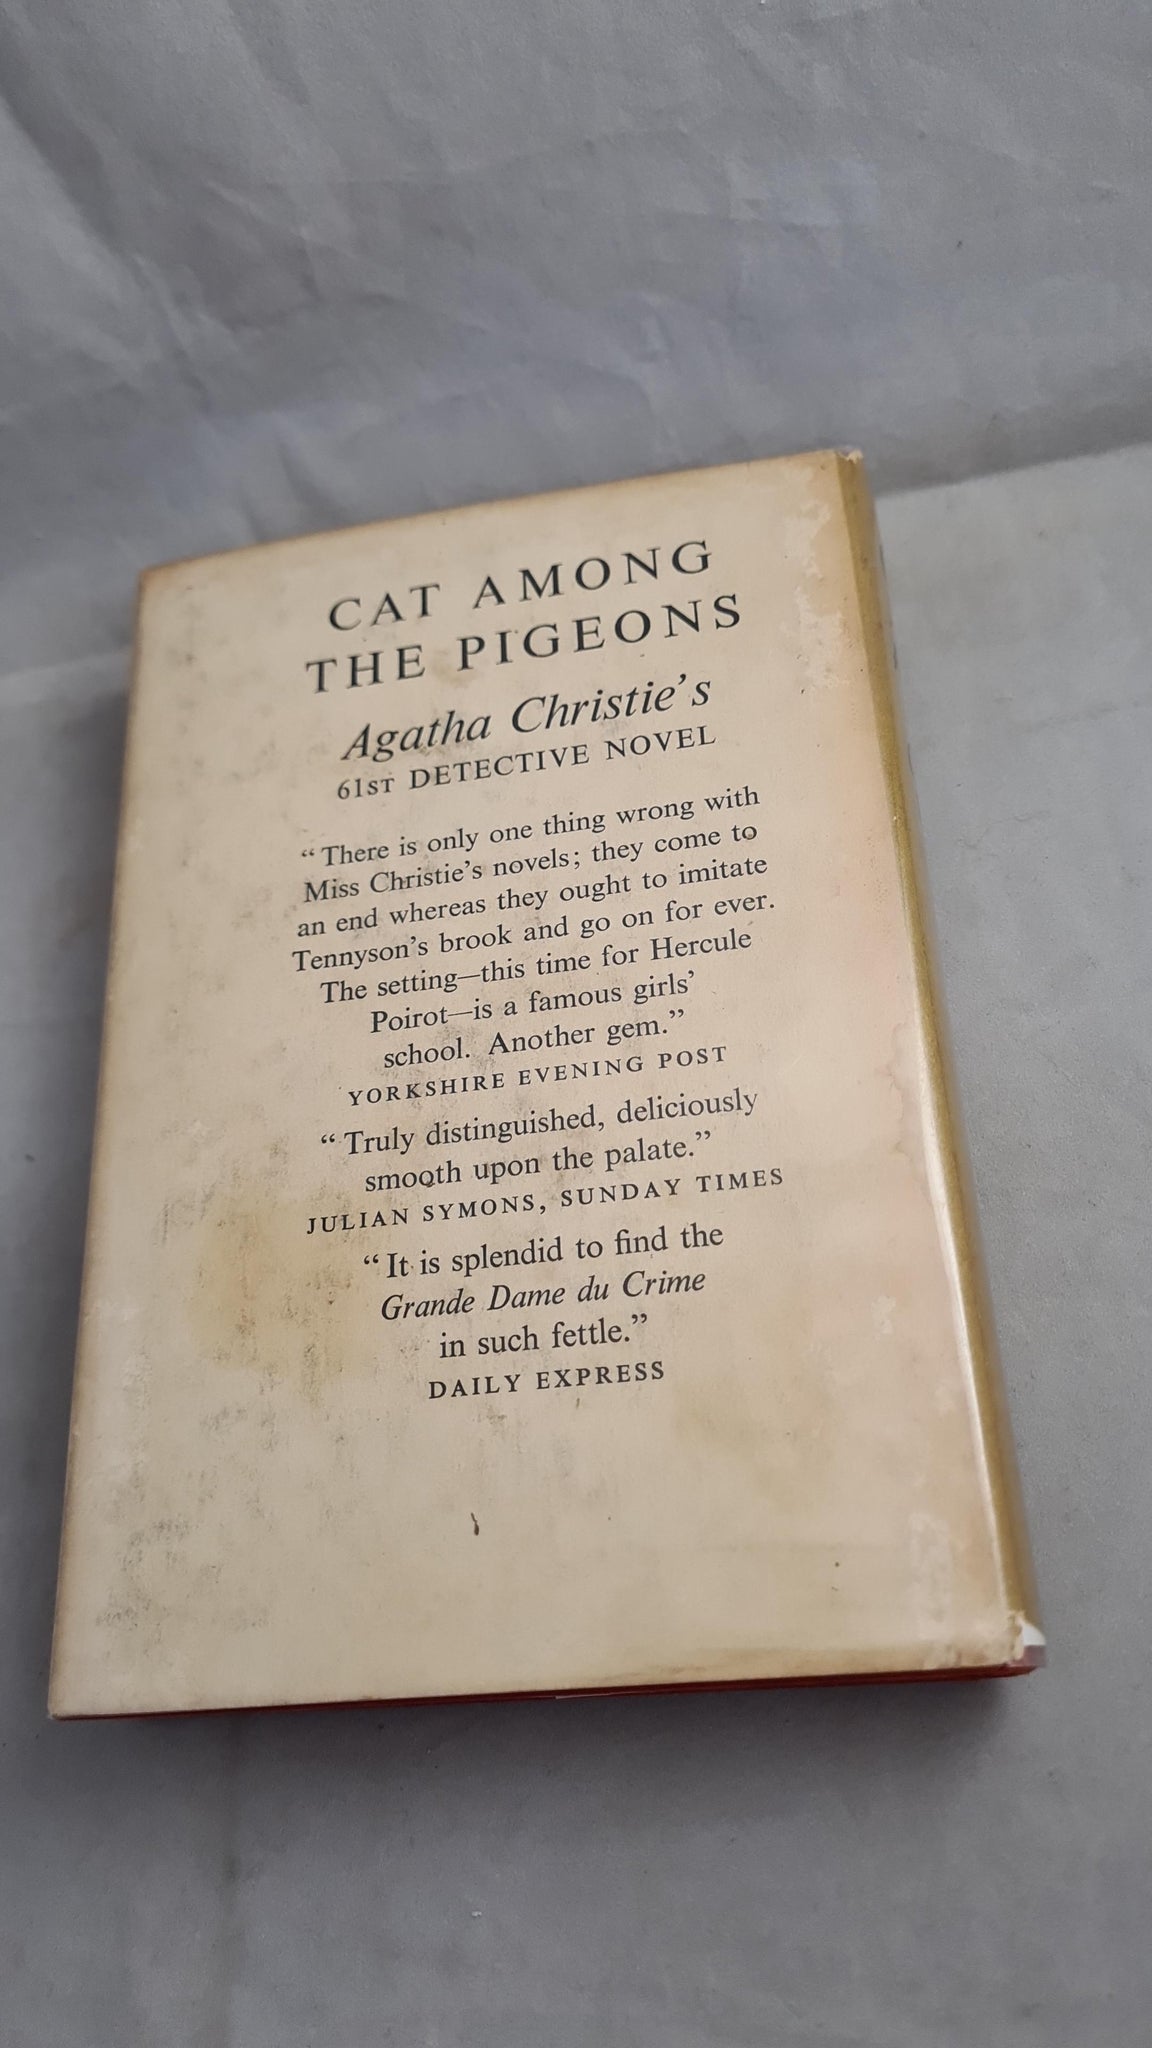 CAT AMONG
THE PIGEONS
Agatha Christie's
61ST DETECTIVE NOVEL
“There is only one thing wrong with
Miss Christie's novels; they come to
an end whereas they ought to imitate
Tennyson's brook and go on for ever.
The setting—this time for Hercule
Poirot—is a famous girls'
school. Another gem.”
YORKSHIRE EVENING POST
“Truly distinguished, deliciously
smooth upon the palate.”
JULIAN SYMONS, SUNDAY TIMES
“It is splendid to find the
Grande Dame du Crime
in such fettle.”
DAILY EXPRESS